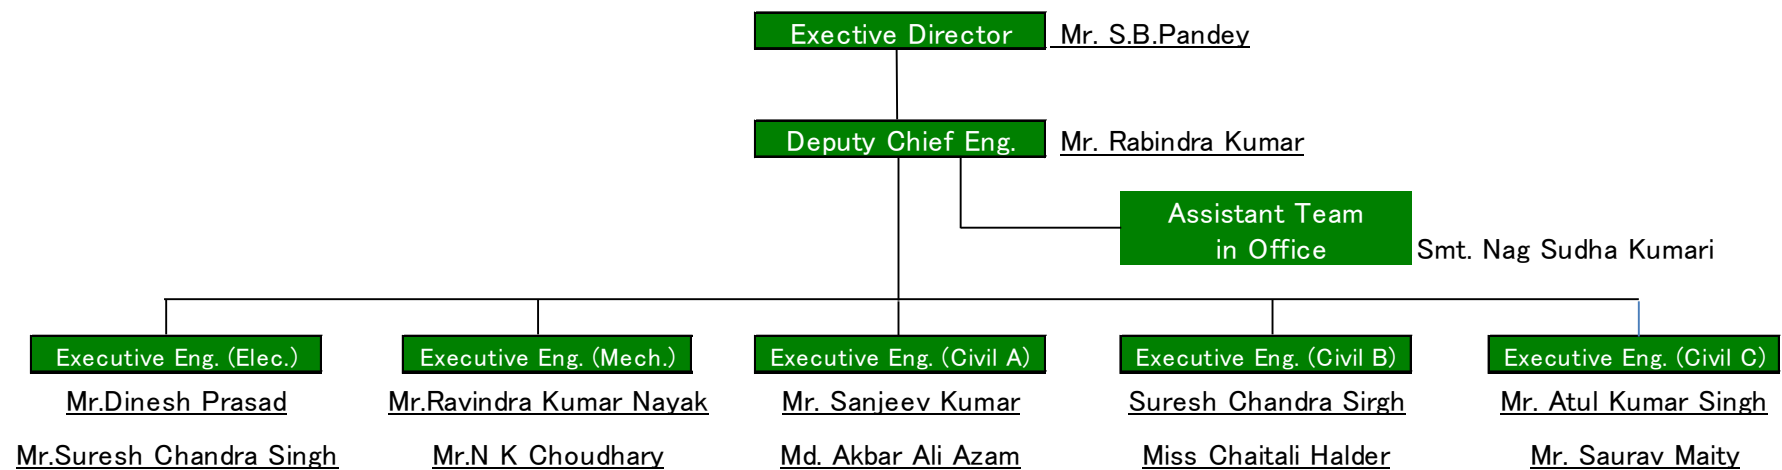 Exective Director Mr. S.B.Pandey
Deputy Chief Eng. Mr. Rabindra Kumar
Assistant Team
in Office Smt. Nag Sudha Kumari
Executive Eng. (Elec.) Executive Eng. (Mech.) Executive Eng. (Civil A) Executive Eng. (Civil B) Executive Eng. (Civil C)
Mr.Dinesh Prasad Mr.Ravindra Kumar Nayak Mr. Sanjeev Kumar Suresh Chandra Sirgh Mr. Atul Kumar Singh
Mr.Suresh Chandra Singh Mr.N K Choudhary Md. Akbar Ali Azam Miss Chaitali Halder Mr. Saurav Maity